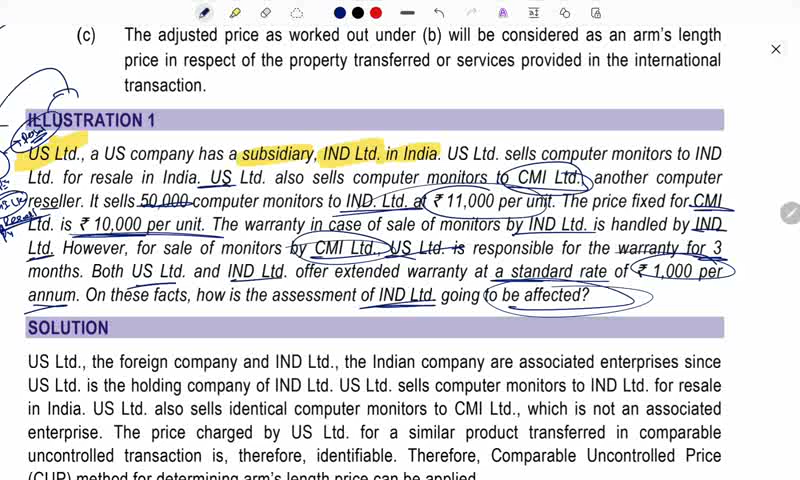 (c) The adjusted price as worked out under (b) will be considered as an arm's length
price in respect of the property transferred or services provided in the international
transaction.
ILLUSTRATION 1
US Ltd., a US company has a subsidiary, IND Ltd. in India. US Ltd. sells computer monitors to IND
Ltd. for resale in India. US Ltd. also sells computer monitors to CMI Ltd., another computer
reseller. It sells 50,000 computer monitors to IND. Ltd. at ₹ 11,000 per unit. The price fixed for CMI
Ltd. is ₹ 10,000 per unit. The warranty in case of sale of monitors by IND Ltd. is handled by IND
Ltd. However, for sale of monitors by CMI Ltd., US Ltd. is responsible for the warranty for 3
months. Both US Ltd. and IND Ltd. offer extended warranty at a standard rate of ₹ 1,000 per
annum. On these facts, how is the assessment of IND Ltd. going to be affected?
SOLUTION
US Ltd., the foreign company and IND Ltd., the Indian company are associated enterprises since
US Ltd. is the holding company of IND Ltd. US Ltd. sells computer monitors to IND Ltd. for resale
in India. US Ltd. also sells identical computer monitors to CMI Ltd., which is not an associated
enterprise. The price charged by US Ltd. for a similar product transferred in comparable
uncontrolled transaction is, therefore, identifiable. Therefore, Comparable Uncontrolled Price
(CUP) method for determining arm's length price can be applied.